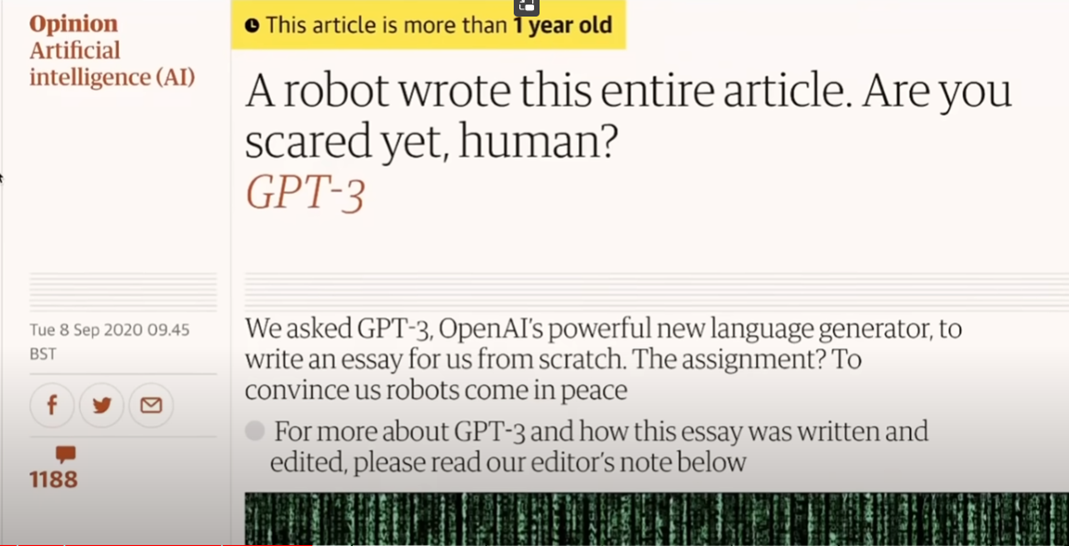 Opinion
Artificial
intelligence (AI)
This article is more than 1 year old
A robot wrote this entire article. Are you
scared yet, human?
GPT-3
Tue 8 Sep 2020 09.45
BST
1188
We asked GPT-3, OpenAI's powerful new language generator, to
write an essay for us from scratch. The assignment? To
convince us robots come in peace
For more about GPT-3 and how this essay was written and
edited, please read our editor's note below